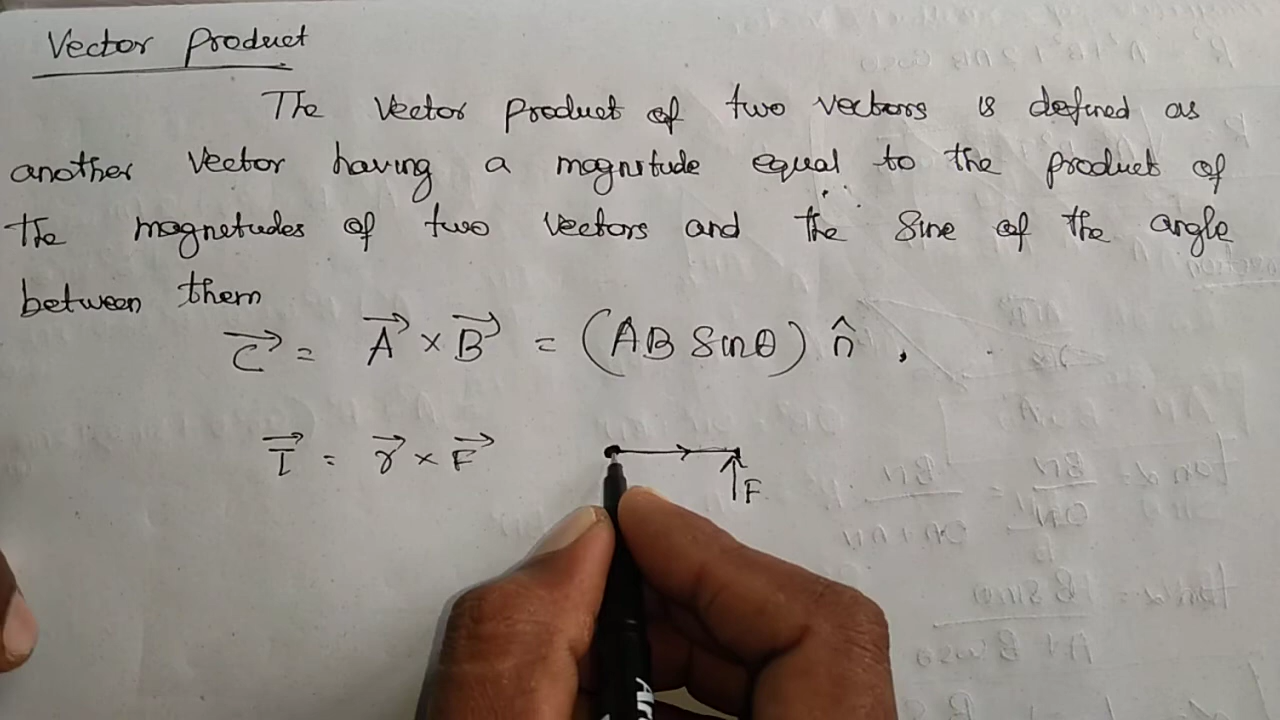 Vector Product
The Vector Product of two vectors is defined as
another vector having a magnitude equal to the product of
the magnetudes of two vectors and the sine of the angle
between them
C⃗ = A⃗ × B⃗ = (AB Sinθ) n̂ .
τ⃗ = r⃗ × F⃗
F